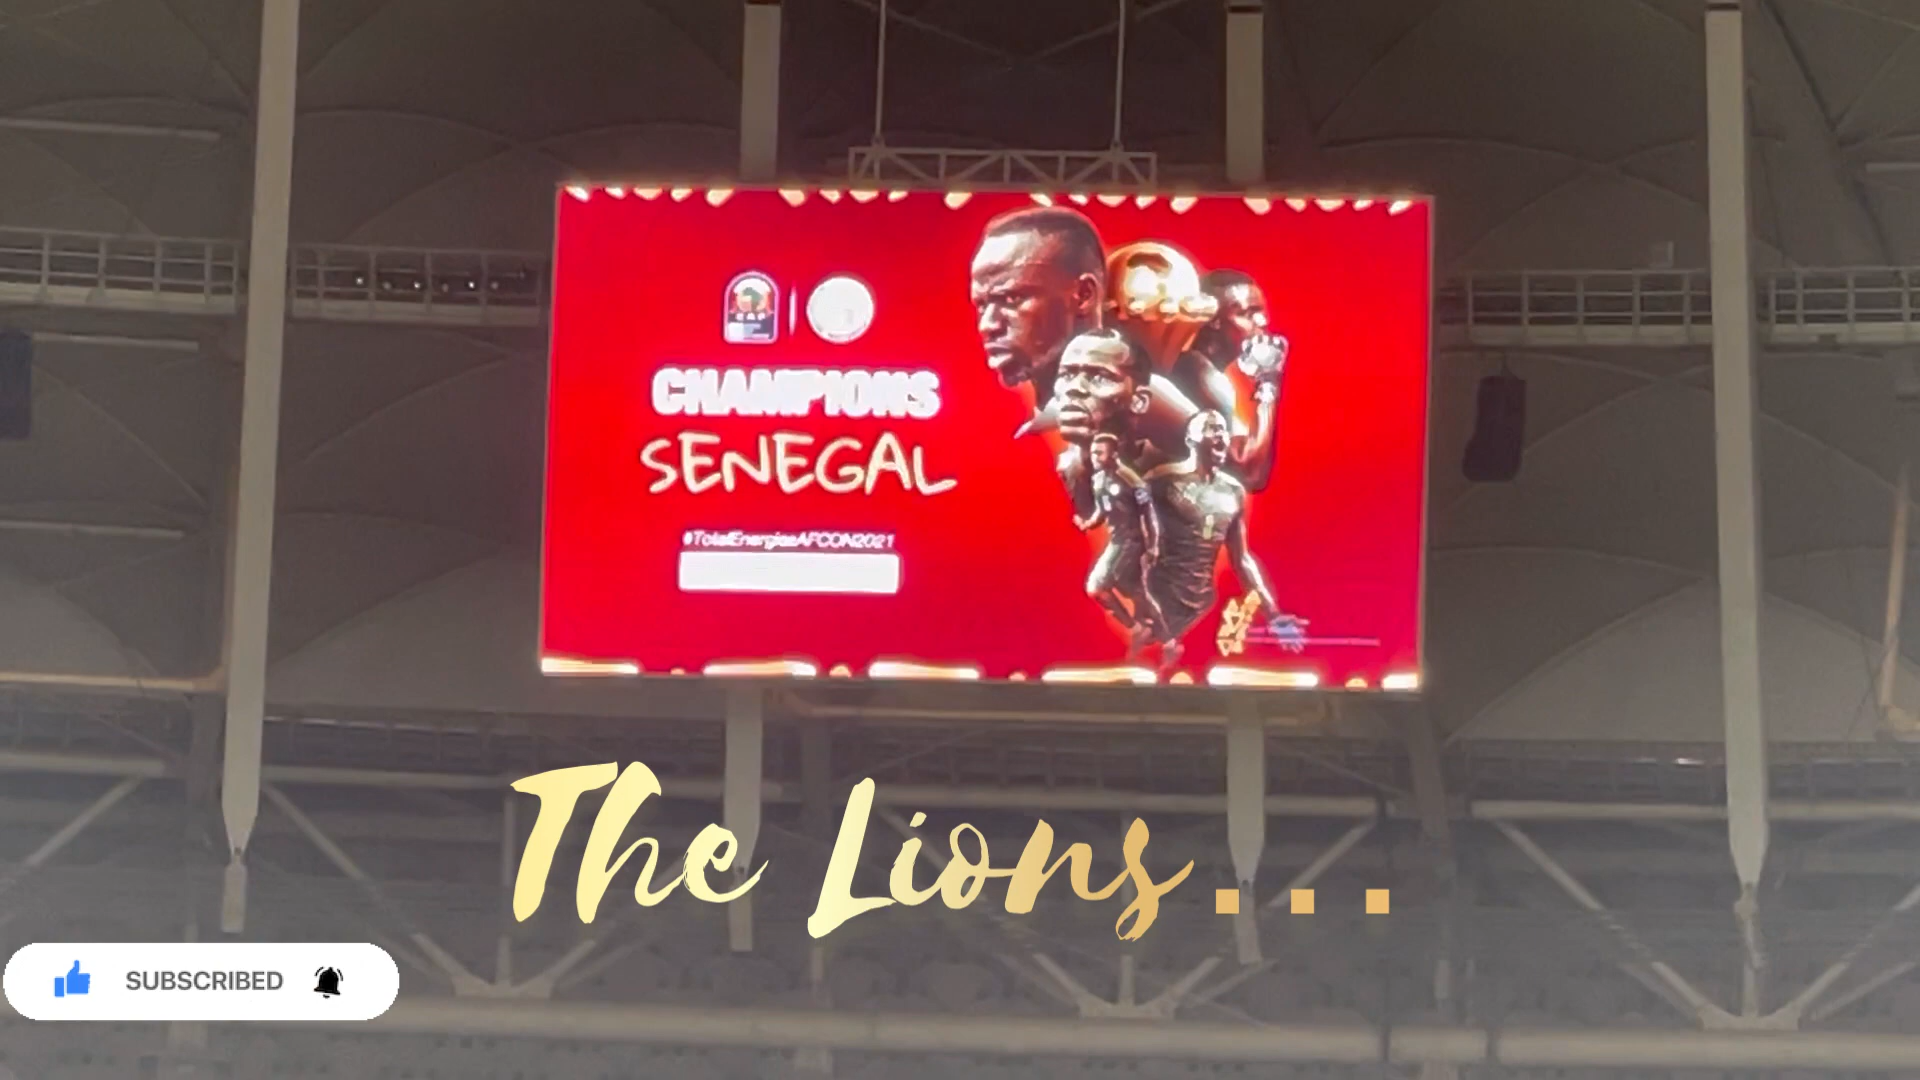 CHAMPIONS
SENEGAL
#TotalEnergiesAFCON2021
The Lions...
SUBSCRIBED